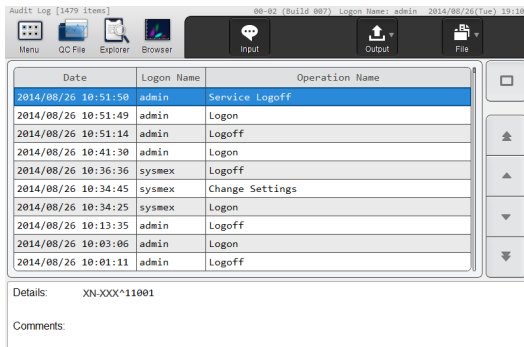 Audit Log [1479 items] 00-02 (Build 007) Logon Name: admin 2014/08/26(Tue) 19:10
Menu QC File Explorer Browser Input Output File
Date Logon Name Operation Name
2014/08/26 10:51:50 admin Service Logoff
2014/08/26 10:51:49 admin Logon
2014/08/26 10:51:14 admin Logoff
2014/08/26 10:41:30 admin Logon
2014/08/26 10:36:36 sysmex Logoff
2014/08/26 10:34:45 sysmex Change Settings
2014/08/26 10:34:25 sysmex Logon
2014/08/26 10:13:35 admin Logoff
2014/08/26 10:03:06 admin Logon
2014/08/26 10:01:11 admin Logoff
Details: XN-XXX^11001
Comments: